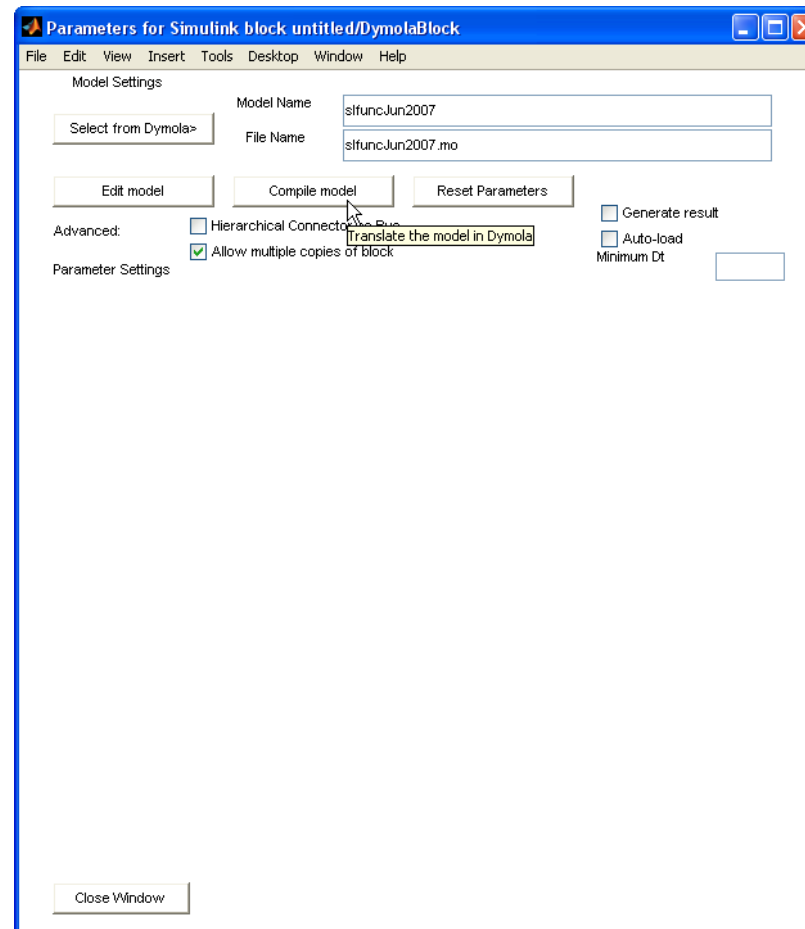 Parameters for Simulink block untitled/DymolaBlock
File Edit View Insert Tools Desktop Window Help
Model Settings
Model Name
slfuncJun2007
Select from Dymola>
File Name
slfuncJun2007.mo
Edit model
Compile model
Reset Parameters
Generate result
Advanced:
Hierarchical Connector
Translate the model in Dymola
Auto-load
Allow multiple copies of block
Minimum Dt
Parameter Settings
Close Window